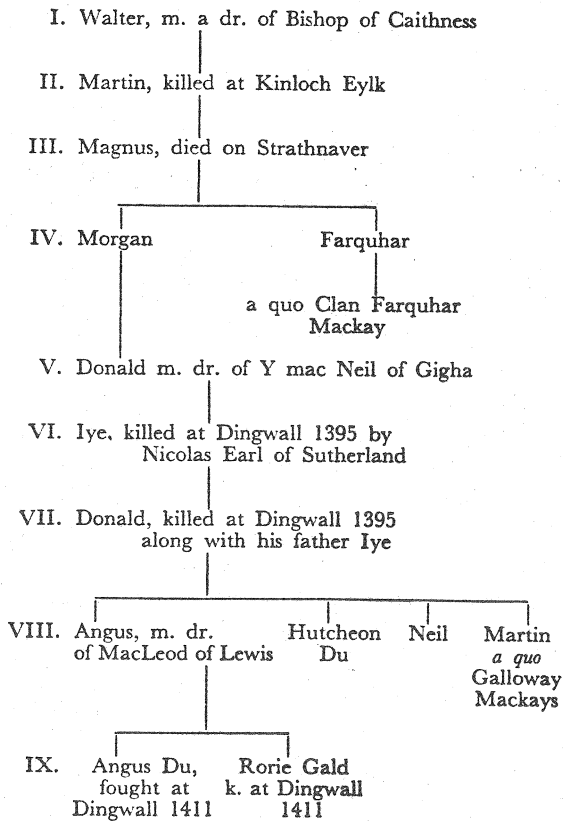 I. Walter, m. a dr. of Bishop of Caithness
II. Martin, killed at Kinloch Eylk
III. Magnus, died on Strathnaver
IV. Morgan Farquhar
a quo Clan Farquhar
Mackay
V. Donald m. dr. of Y mac Neil of Gigha
VI. Iye, killed at Dingwall 1395 by
Nicolas Earl of Sutherland
VII. Donald, killed at Dingwall 1395
along with his father Iye
VIII. Angus, m. dr. Hutcheon Neil Martin
of MacLeod of Lewis Du a quo
Galloway
Mackays
IX. Angus Du, Rorie Gald
fought at k. at Dingwall
Dingwall 1411 1411